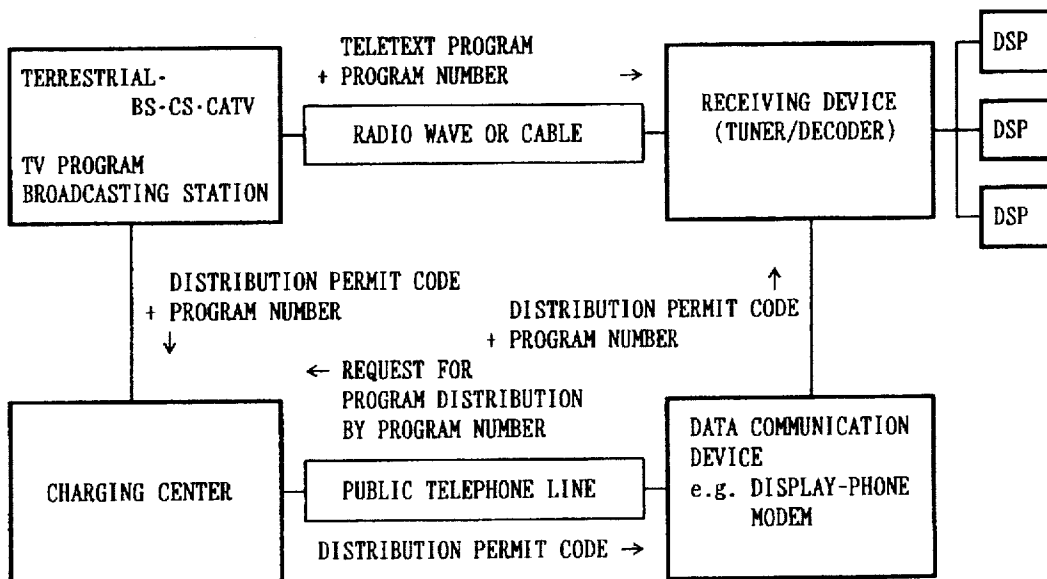 TERRESTRIAL·
BS·CS·CATV
TV PROGRAM
BROADCASTING STATION
TELETEXT PROGRAM
+ PROGRAM NUMBER →
RADIO WAVE OR CABLE
RECEIVING DEVICE
(TUNER/DECODER)
DSP
DSP
DSP
DISTRIBUTION PERMIT CODE
+ PROGRAM NUMBER
↓
↑
DISTRIBUTION PERMIT CODE
+ PROGRAM NUMBER
← REQUEST FOR
PROGRAM DISTRIBUTION
BY PROGRAM NUMBER
CHARGING CENTER
PUBLIC TELEPHONE LINE
DISTRIBUTION PERMIT CODE →
DATA COMMUNICATION
DEVICE
e.g. DISPLAY-PHONE
MODEM